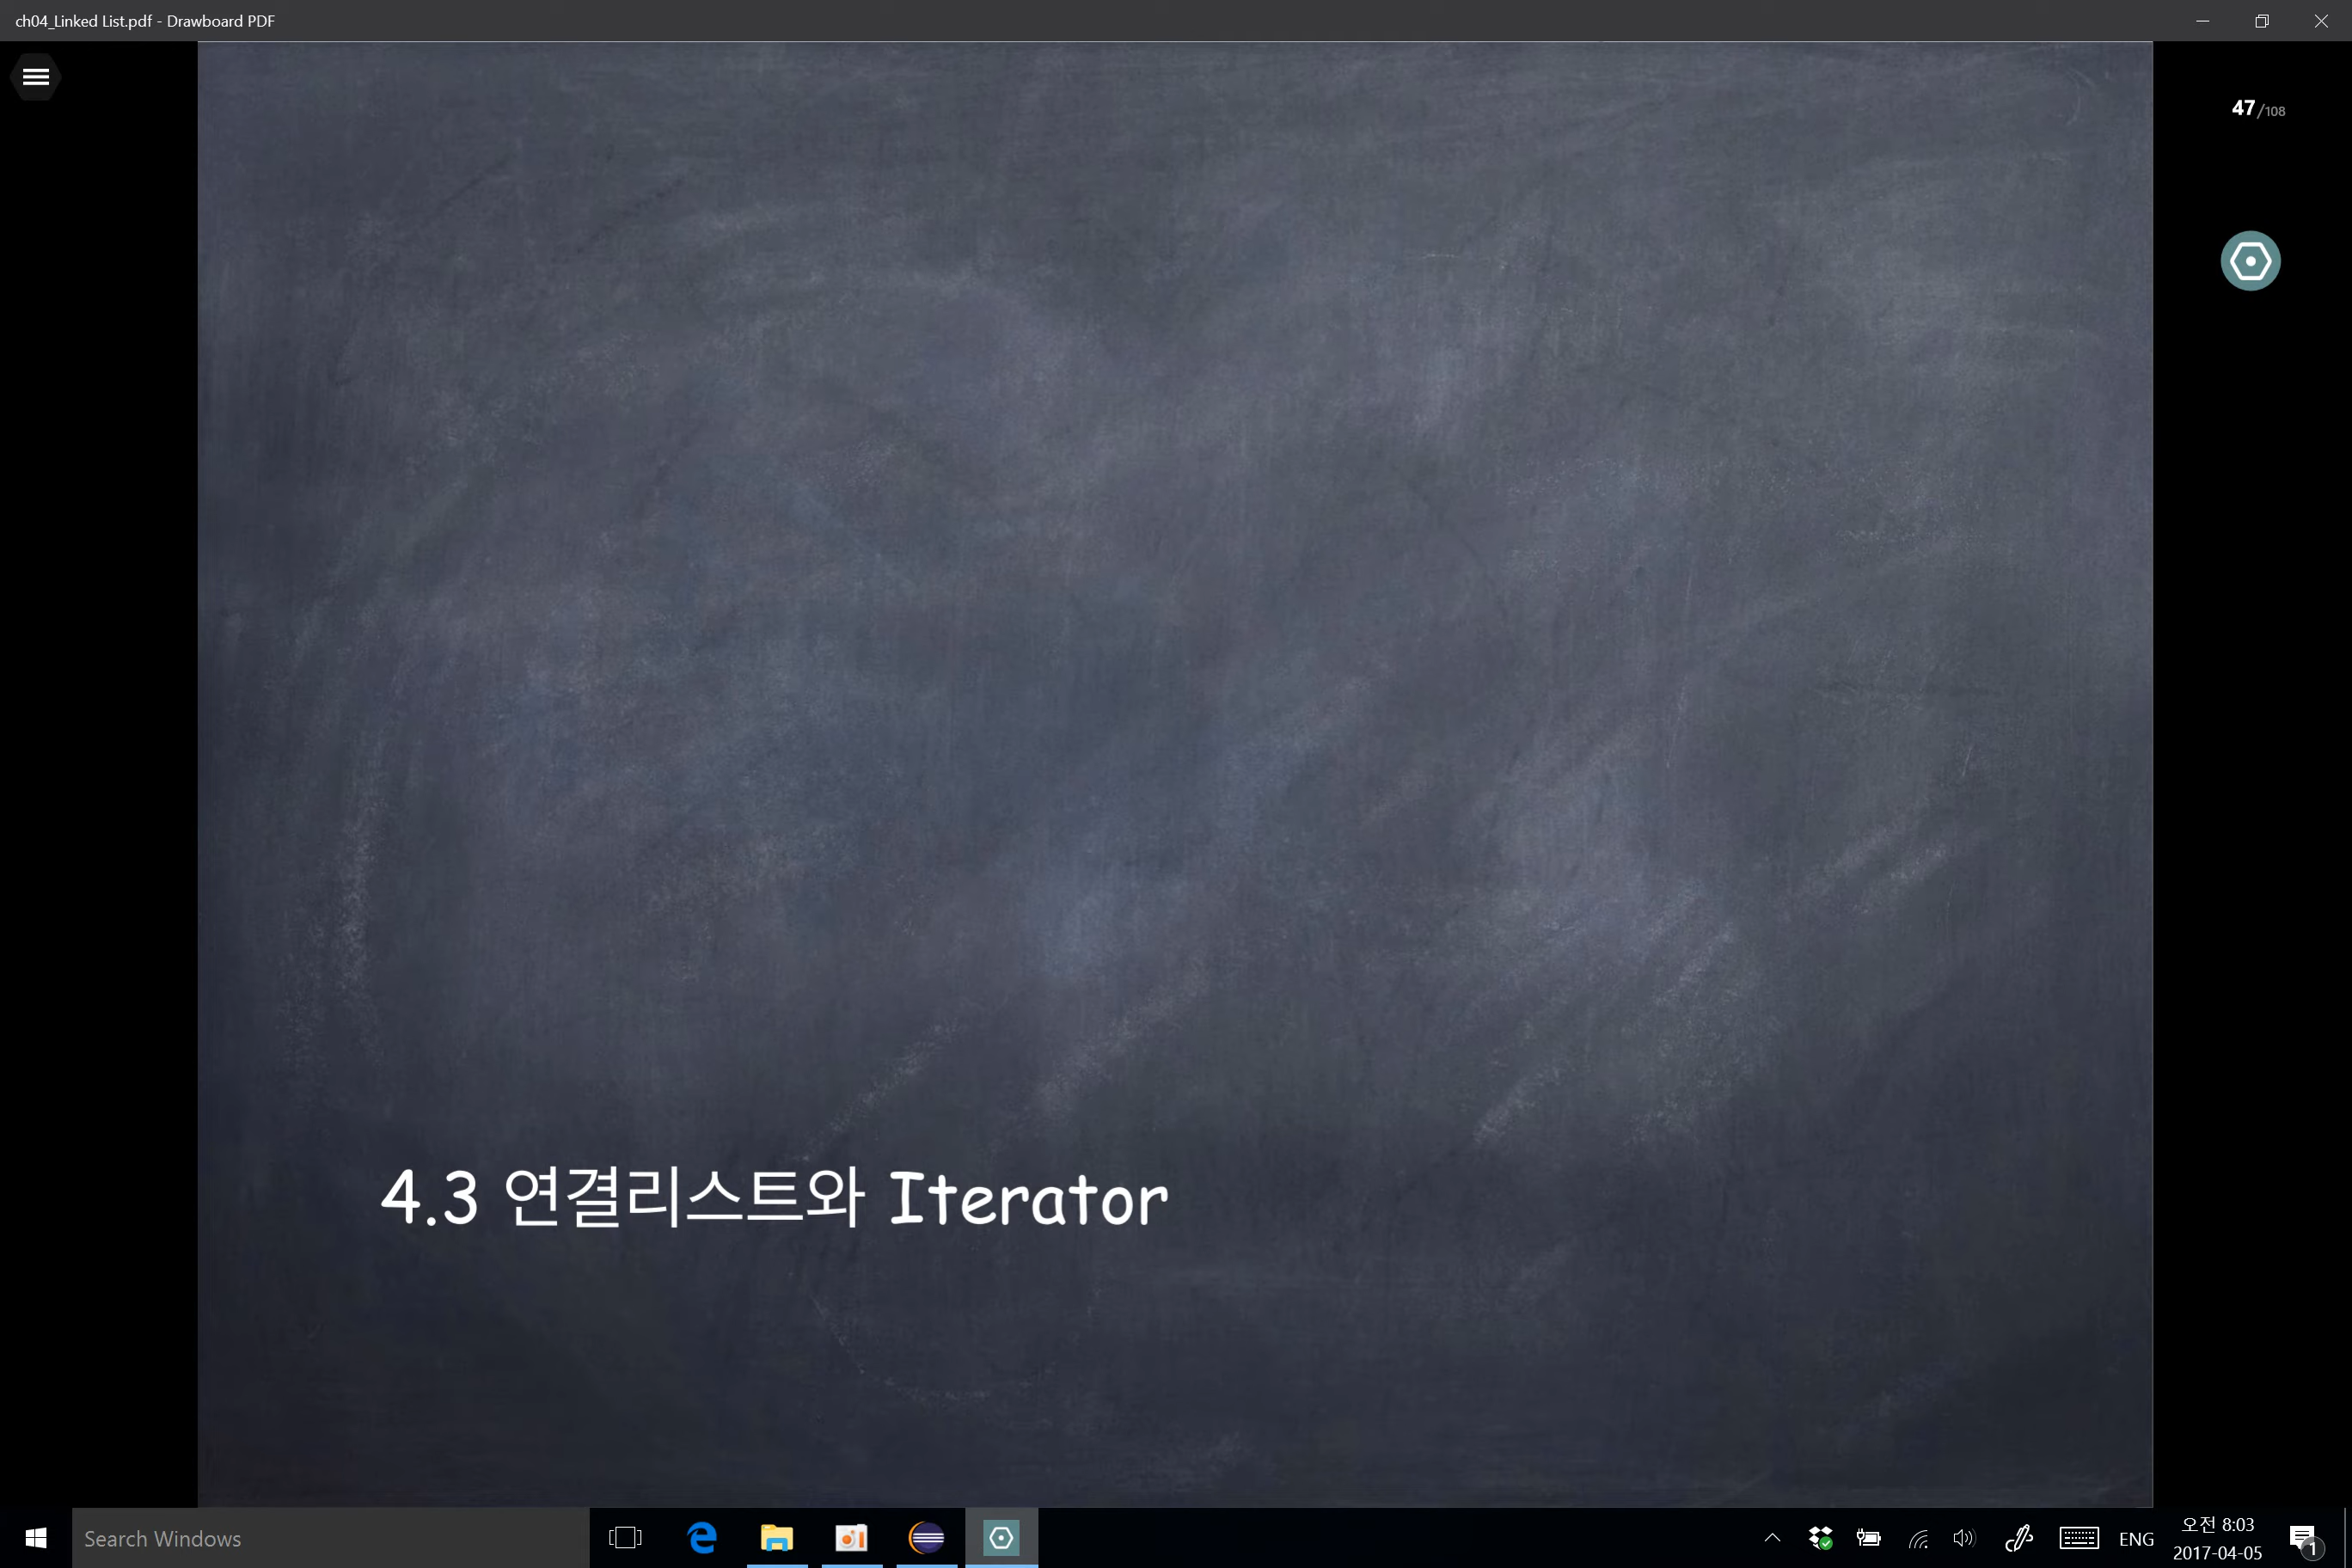 ch04_Linked List.pdf - Drawboard PDF
47/108
4.3 연결리스트와 Iterator
Search Windows
ENG
오전 8:03
2017-04-05
1